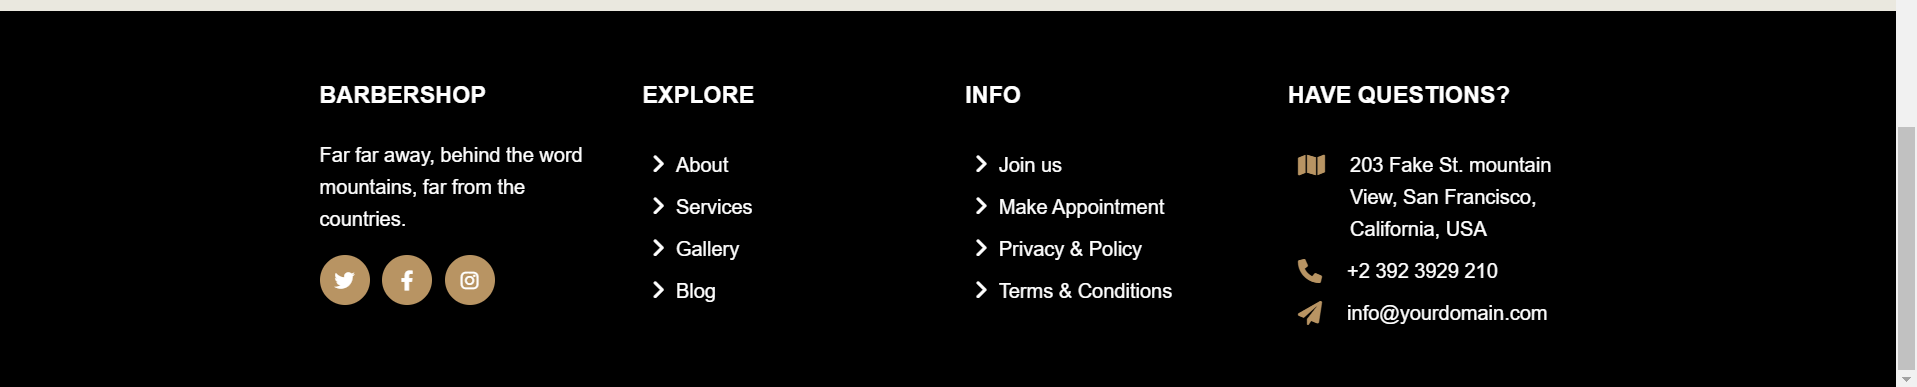 BARBERSHOP
Far far away, behind the word
mountains, far from the
countries.
EXPLORE
About
Services
Gallery
Blog
INFO
Join us
Make Appointment
Privacy & Policy
Terms & Conditions
HAVE QUESTIONS?
203 Fake St. mountain
View, San Francisco,
California, USA
+2 392 3929 210
info@yourdomain.com